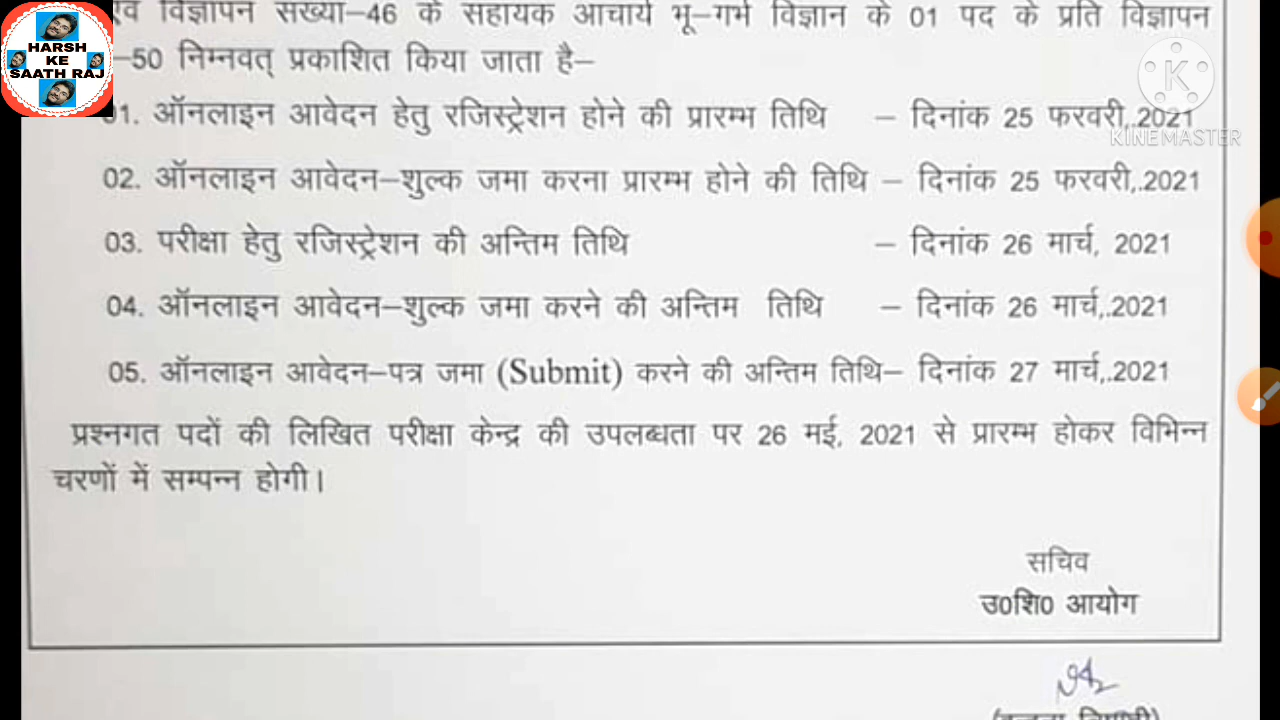 एवं विज्ञापन संख्या–46 के सहायक आचार्य भू–गर्भ विज्ञान के 01 पद के प्रति विज्ञापन
–50 निम्नवत् प्रकाशित किया जाता है–
01. ऑनलाइन आवेदन हेतु रजिस्ट्रेशन होने की प्रारम्भ तिथि – दिनांक 25 फरवरी,.2021
02. ऑनलाइन आवेदन–शुल्क जमा करना प्रारम्भ होने की तिथि – दिनांक 25 फरवरी,.2021
03. परीक्षा हेतु रजिस्ट्रेशन की अन्तिम तिथि – दिनांक 26 मार्च, 2021
04. ऑनलाइन आवेदन–शुल्क जमा करने की अन्तिम तिथि – दिनांक 26 मार्च,.2021
05. ऑनलाइन आवेदन–पत्र जमा (Submit) करने की अन्तिम तिथि– दिनांक 27 मार्च,.2021
प्रश्नगत पदों की लिखित परीक्षा केन्द्र की उपलब्धता पर 26 मई, 2021 से प्रारम्भ होकर विभिन्न
चरणों में सम्पन्न होगी।
सचिव
उ0शि0 आयोग
HARSH
KE
SAATH RAJ
K
KINEMASTER